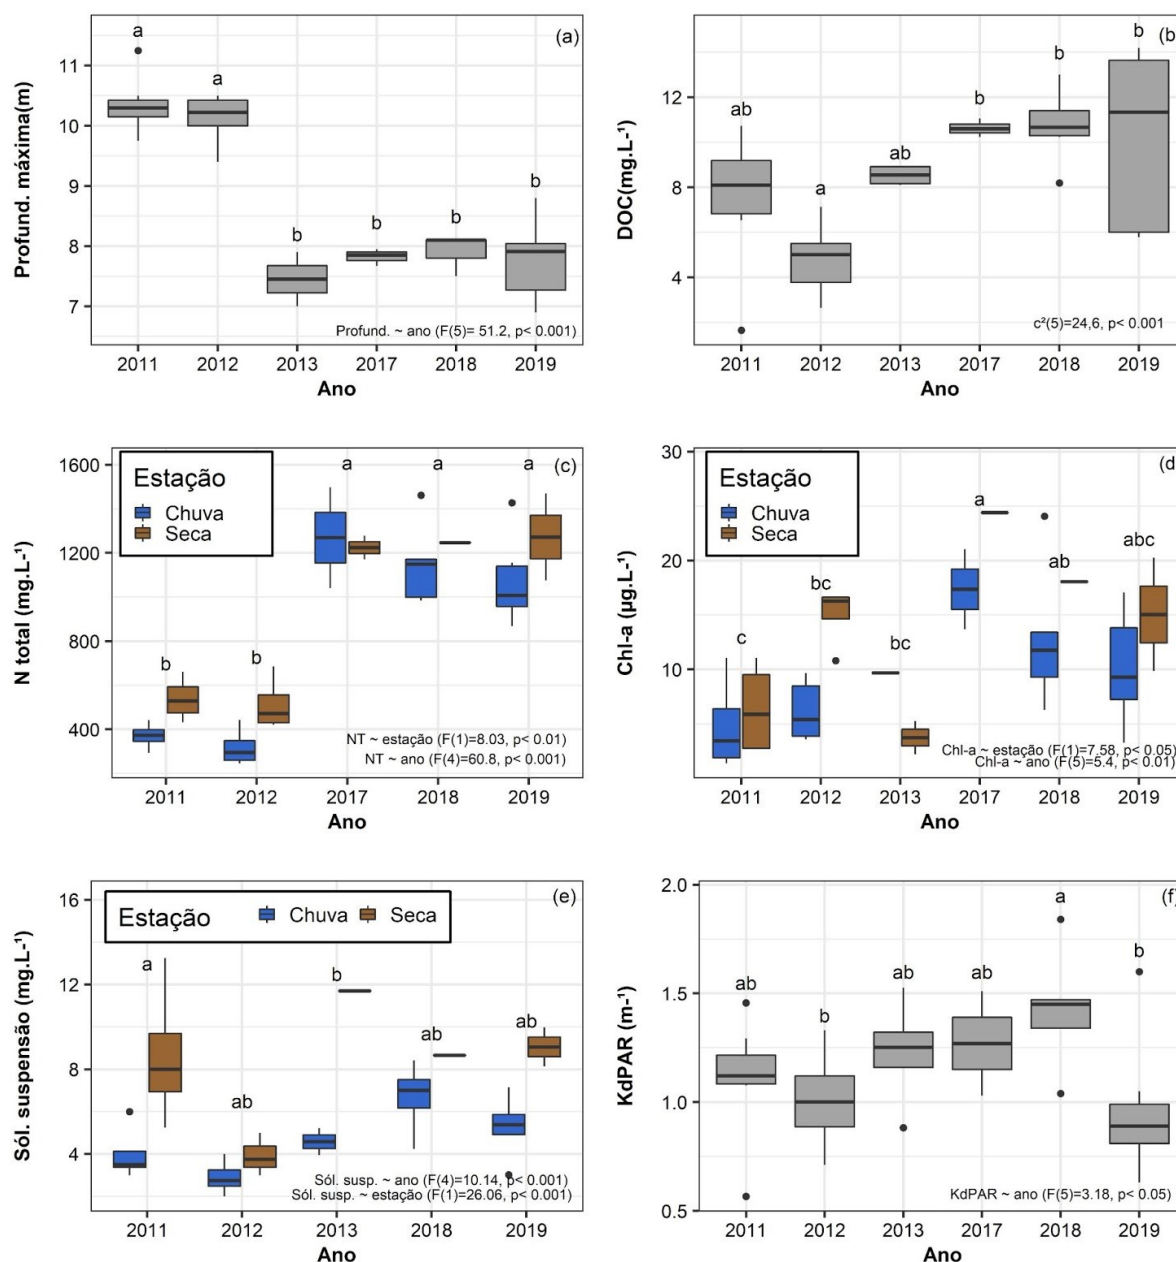 (a)
a
a
b
b
b
b
11
10
9
8
7
Profund. máxima(m)
Profund. ~ ano (F(5)= 51.2, p< 0.001)
2011 2012 2013 2017 2018 2019
Ano
(b
ab
a
ab
b
b
b
12
8
4
DOC(mg.L-¹)
c²(5)=24,6, p< 0.001
2011 2012 2013 2017 2018 2019
Ano
(c)
Estação
Chuva
Seca
b
b
a
a
a
1600
1200
800
400
N total (mg.L-¹)
NT ~ estação (F(1)=8.03, p< 0.01)
NT ~ ano (F(4)=60.8, p< 0.001)
2011 2012 2017 2018 2019
Ano
(d
Estação
Chuva
Seca
c
bc
bc
a
ab
abc
30
20
10
Chl-a (µg.L-¹)
Chl-a ~ estação (F(1)=7.58, p< 0.05)
Chl-a ~ ano (F(5)=5.4, p< 0.01)
2011 2012 2013 2017 2018 2019
Ano
(e)
Estação Chuva Seca
a
ab
b
ab
ab
16
12
8
4
Sól. suspensão (mg.L-¹)
Sól. susp. ~ ano (F(4)=10.14, p< 0.001)
Sól. susp. ~ estação (F(1)=26.06, p< 0.001)
2011 2012 2013 2018 2019
Ano
(f)
ab
b
ab
ab
a
b
2.0
1.5
1.0
0.5
KdPAR (m-¹)
KdPAR ~ ano (F(5)=3.18, p< 0.05)
2011 2012 2013 2017 2018 2019
Ano